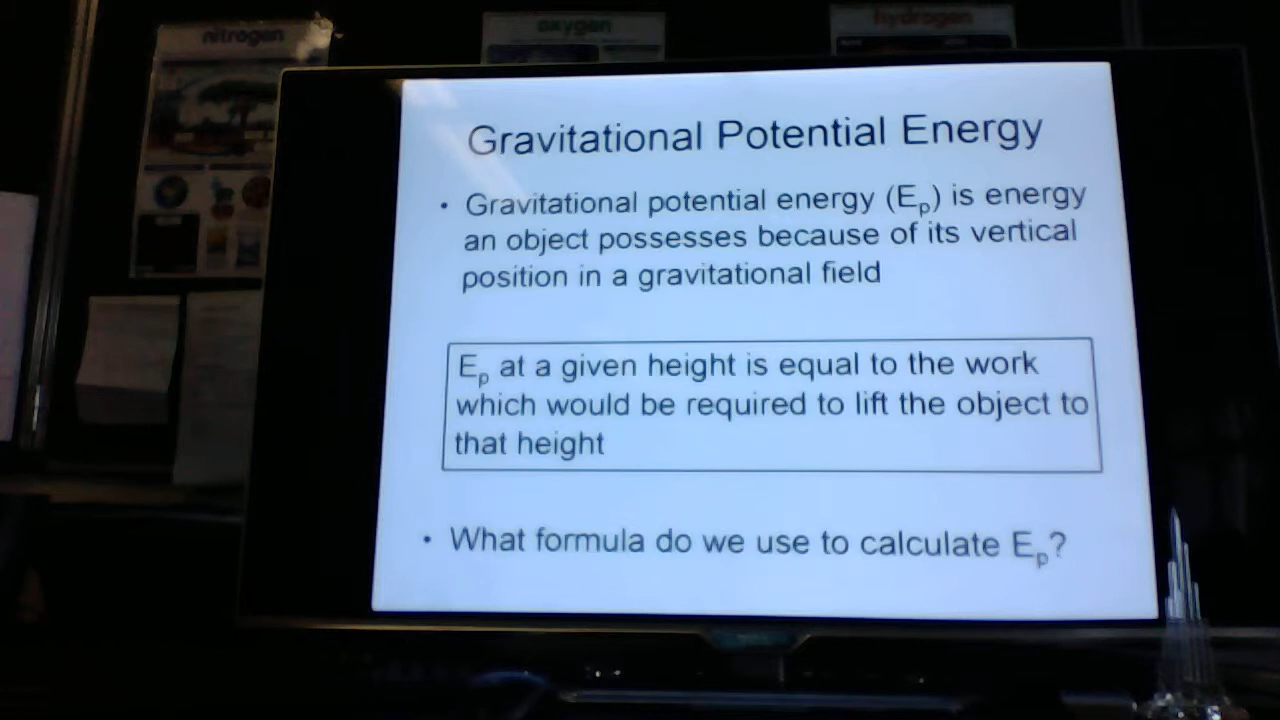 nitrogen
oxygen
hydrogen
Gravitational Potential Energy
• Gravitational potential energy (Ep) is energy
an object possesses because of its vertical
position in a gravitational field
Ep at a given height is equal to the work
which would be required to lift the object to
that height
• What formula do we use to calculate Ep?